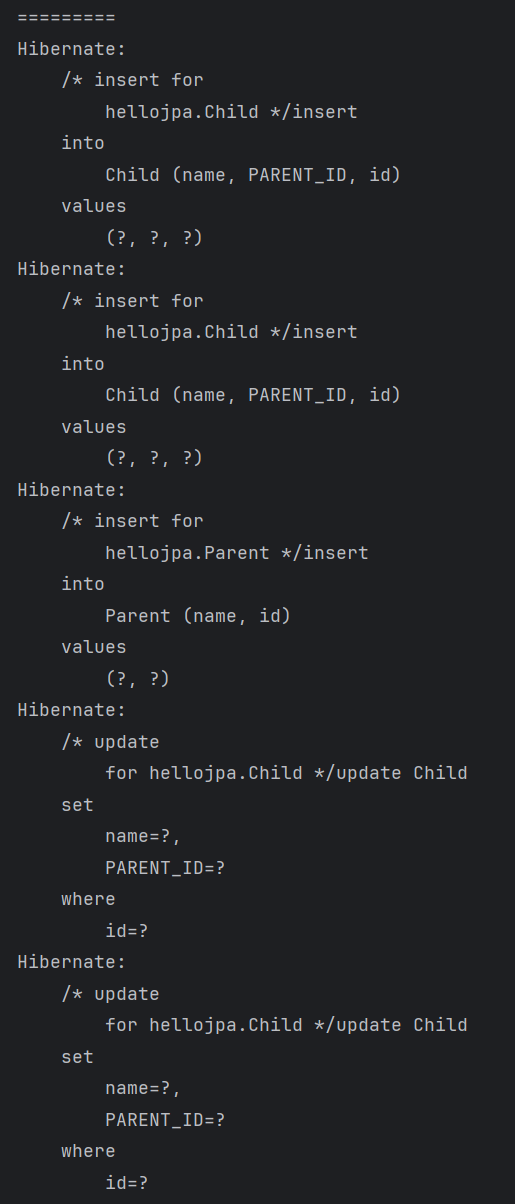 =========
Hibernate:
    /* insert for
        hellojpa.Child */insert
    into
        Child (name, PARENT_ID, id)
    values
        (?, ?, ?)
Hibernate:
    /* insert for
        hellojpa.Child */insert
    into
        Child (name, PARENT_ID, id)
    values
        (?, ?, ?)
Hibernate:
    /* insert for
        hellojpa.Parent */insert
    into
        Parent (name, id)
    values
        (?, ?)
Hibernate:
    /* update
        for hellojpa.Child */update Child
    set
        name=?,
        PARENT_ID=?
    where
        id=?
Hibernate:
    /* update
        for hellojpa.Child */update Child
    set
        name=?,
        PARENT_ID=?
    where
        id=?